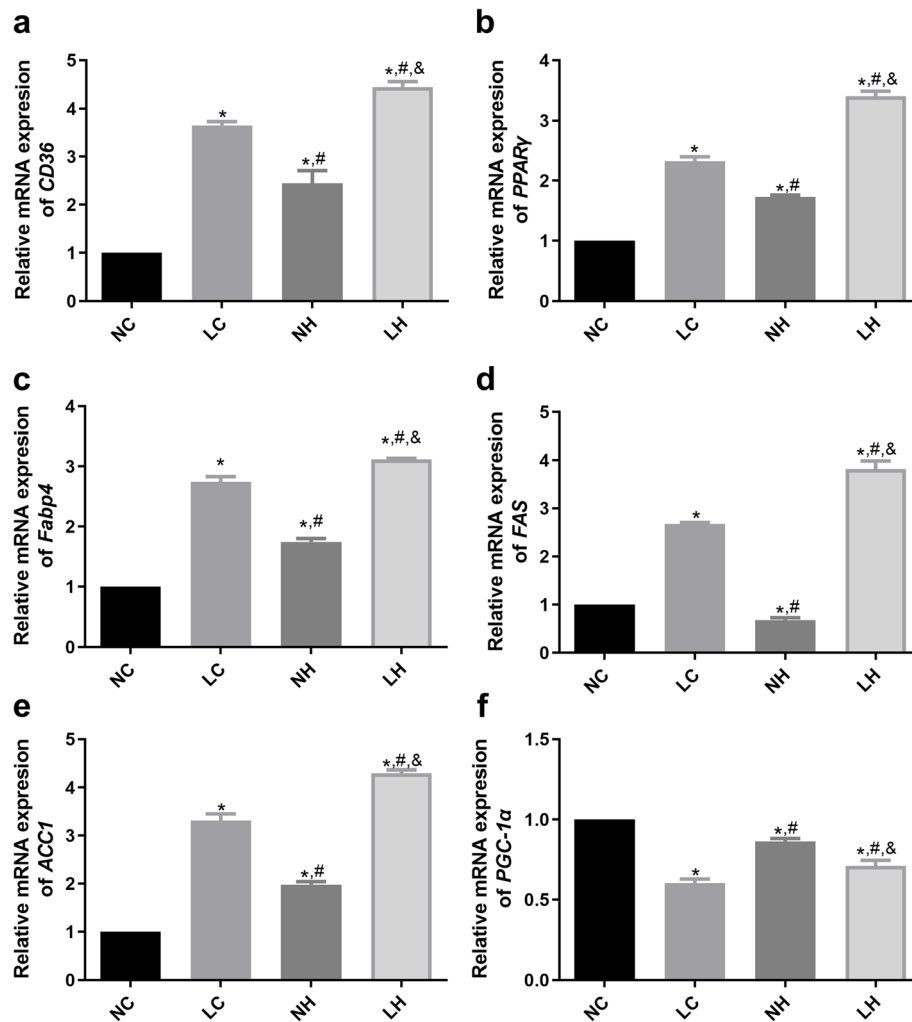 a
Relative mRNA expresion
of CD36
5
4
3
2
1
0
*
*,#
*,#,&
NC
LC
NH
LH
b
Relative mRNA expresion
of PPARγ
4
3
2
1
0
*
*,#
*,#,&
NC
LC
NH
LH
c
Relative mRNA expresion
of Fabp4
4
3
2
1
0
*
*,#
*,#,&
NC
LC
NH
LH
d
Relative mRNA expresion
of FAS
5
4
3
2
1
0
*
*,#
*,#,&
NC
LC
NH
LH
e
Relative mRNA expresion
of ACC1
5
4
3
2
1
0
*
*,#
*,#,&
NC
LC
NH
LH
f
Relative mRNA expresion
of PGC-1α
1.5
1.0
0.5
0.0
*
*,#
*,#,&
NC
LC
NH
LH